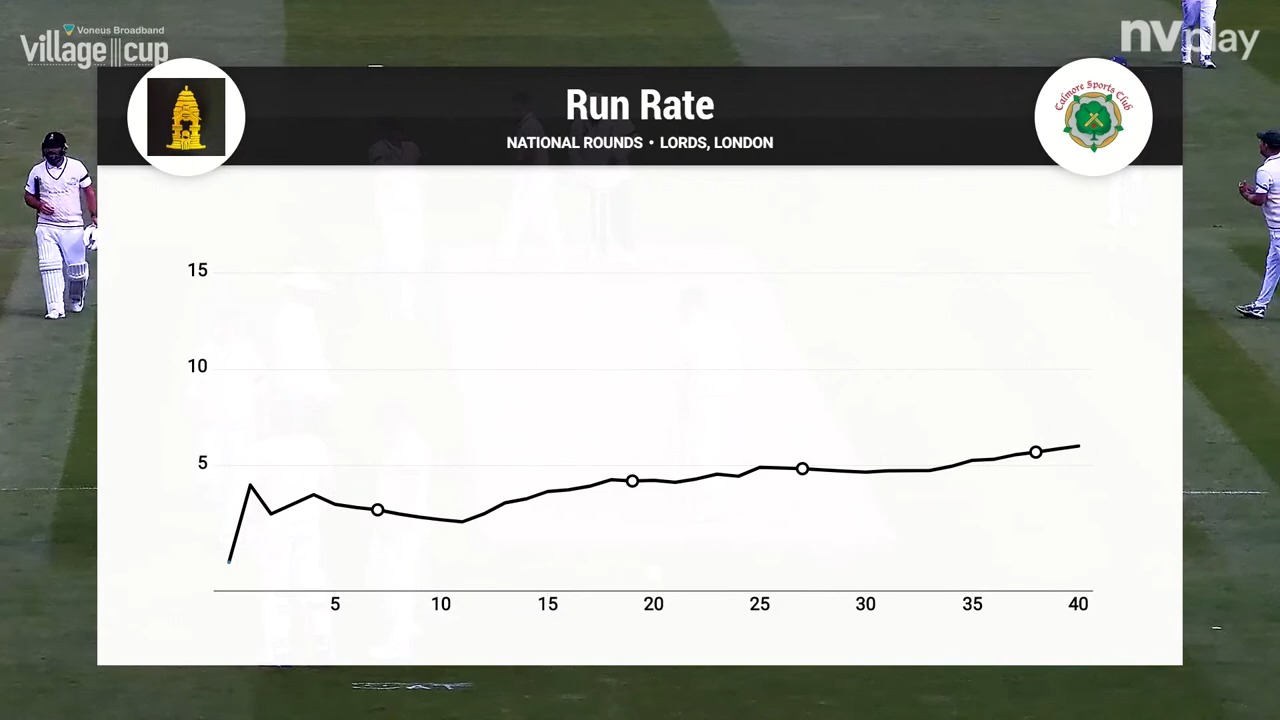 Voneus Broadband
Village cup
nvplay
Run Rate
NATIONAL ROUNDS • LORDS, LONDON
Calmore Sports Club
15
10
5
5 10 15 20 25 30 35 40